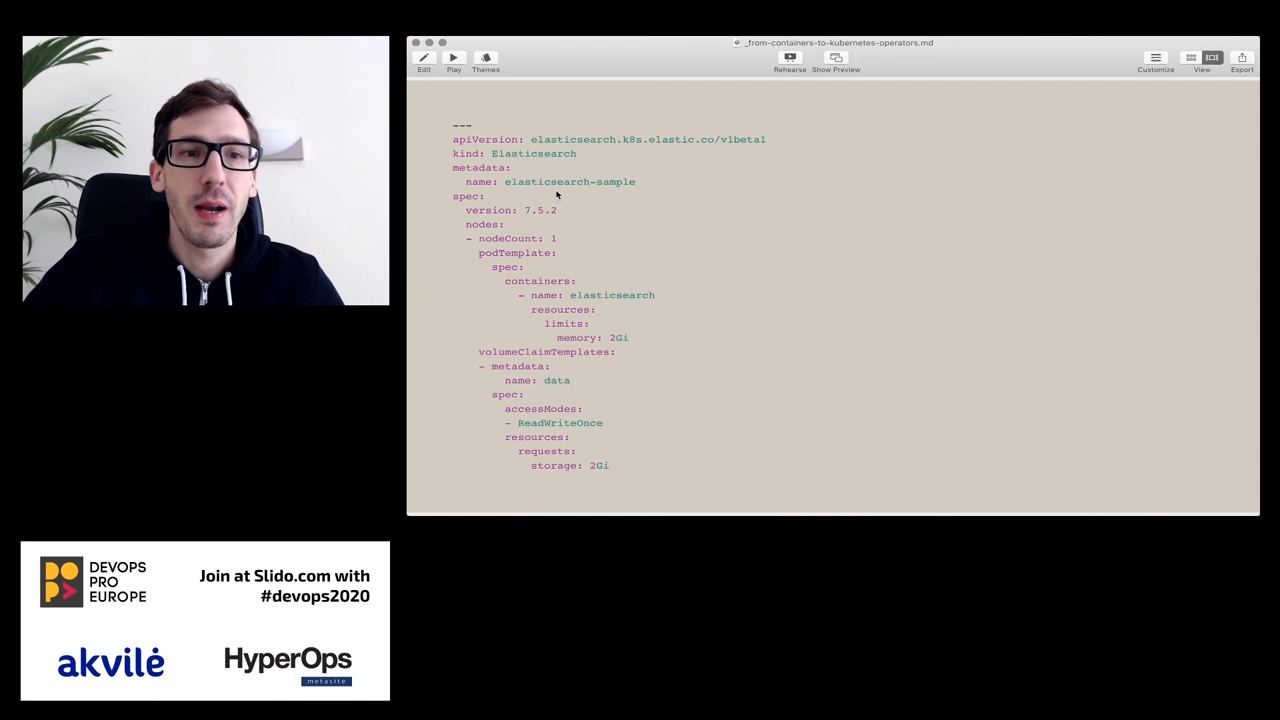 _from-containers-to-kubernetes-operators.md
Edit
Play
Themes
Rehearse
Show Preview
Customize
View
Export
---
apiVersion: elasticsearch.k8s.elastic.co/v1beta1
kind: Elasticsearch
metadata:
name: elasticsearch-sample
spec:
version: 7.5.2
nodes:
- nodeCount: 1
podTemplate:
spec:
containers:
- name: elasticsearch
resources:
limits:
memory: 2Gi
volumeClaimTemplates:
- metadata:
name: data
spec:
accessModes:
- ReadWriteOnce
resources:
requests:
storage: 2Gi
DEVOPS
PRO
EUROPE
Join at Slido.com with
#devops2020
akvilė
HyperOps
metasite